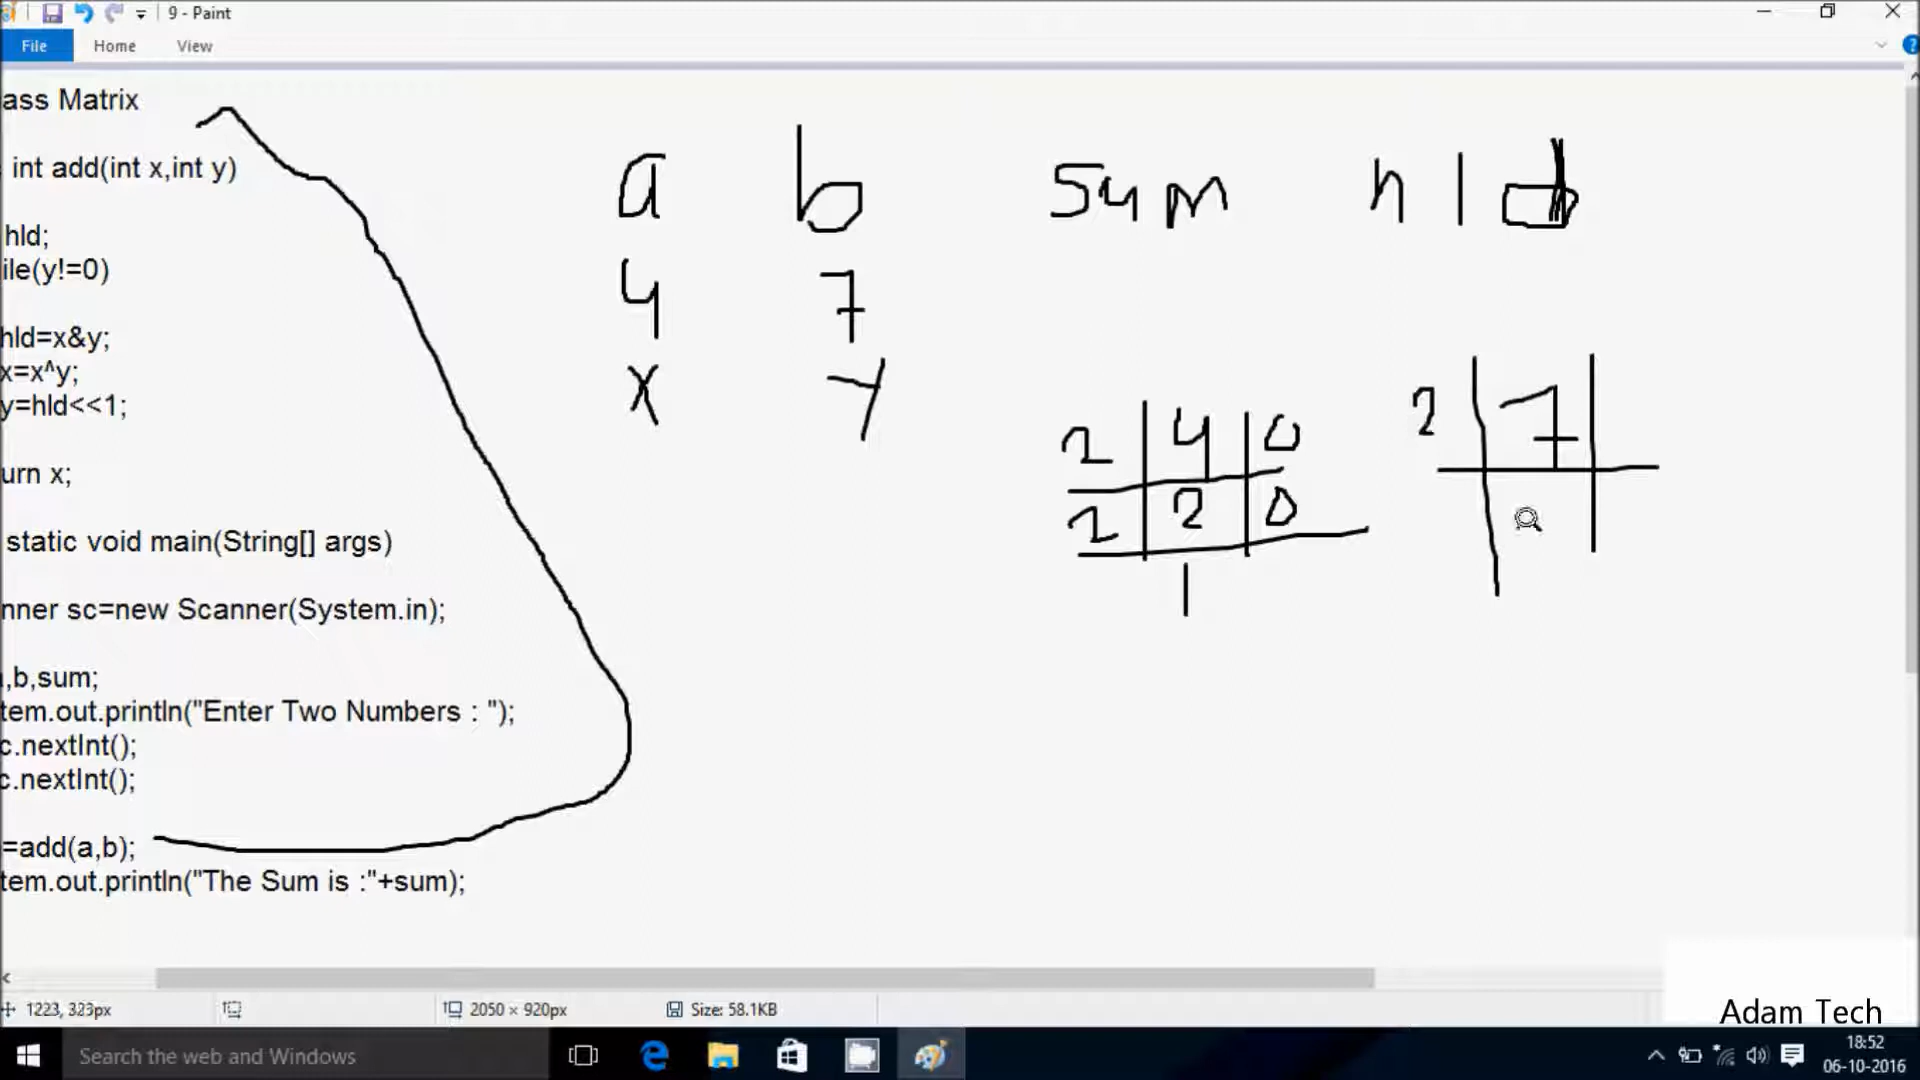 9 - Paint
File Home View
ass Matrix
int add(int x,int y)
hld;
ile(y!=0)
hld=x&y;
x=x^y;
y=hld<<1;
urn x;
static void main(String[] args)
nner sc=new Scanner(System.in);
,b,sum;
tem.out.println("Enter Two Numbers : ");
c.nextInt();
c.nextInt();
=add(a,b);
tem.out.println("The Sum is :"+sum);
a b sum hld
4 7
x y
2 4 0
2 2 0
1
2 7
1223, 323px
2050 × 920px
Size: 58.1KB
Adam Tech
Search the web and Windows
18:52
06-10-2016